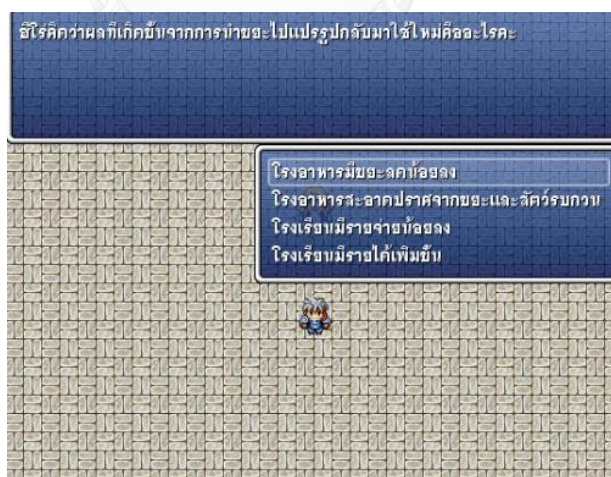 ฮีโร่คิดว่าผลที่เกิดขึ้นจากการนำขยะไปแปรรูปกลับมาใช้ใหม่คืออะไรคะ
โรงอาหารมีขยะลดน้อยลง
โรงอาหารสะอาดปราศจากขยะและสัตว์รบกวน
โรงเรียนมีรายจ่ายน้อยลง
โรงเรียนมีรายได้เพิ่มขึ้น